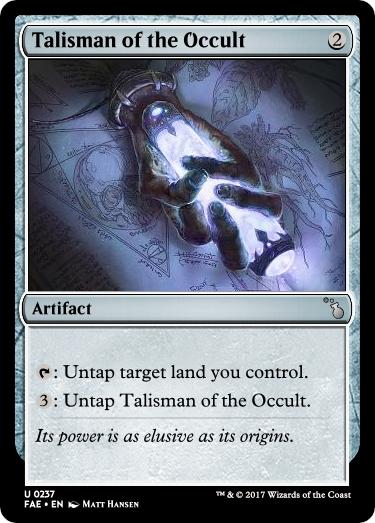 Talisman of the Occult 2
Artifact
: Untap target land you control.
3 : Untap Talisman of the Occult.
Its power is as elusive as its origins.
U 0237
FAE • EN Matt Hansen
™ & © 2017 Wizards of the Coast